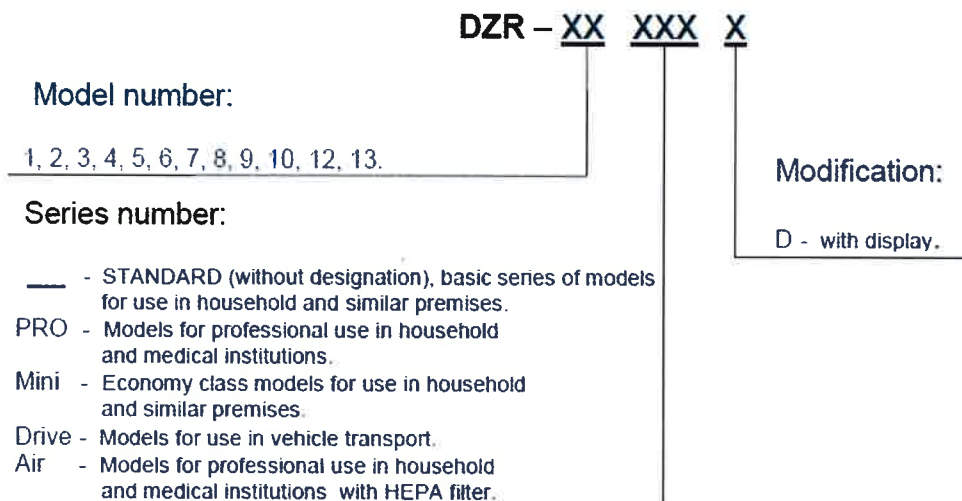 DZR – XX XXX X
Model number:
1, 2, 3, 4, 5, 6, 7, 8, 9, 10, 12, 13.
Modification:
D - with display.
Series number:
___ - STANDARD (without designation), basic series of models
for use in household and similar premises.
PRO - Models for professional use in household
and medical institutions.
Mini - Economy class models for use in household
and similar premises.
Drive - Models for use in vehicle transport.
Air - Models for professional use in household
and medical institutions with HEPA filter.